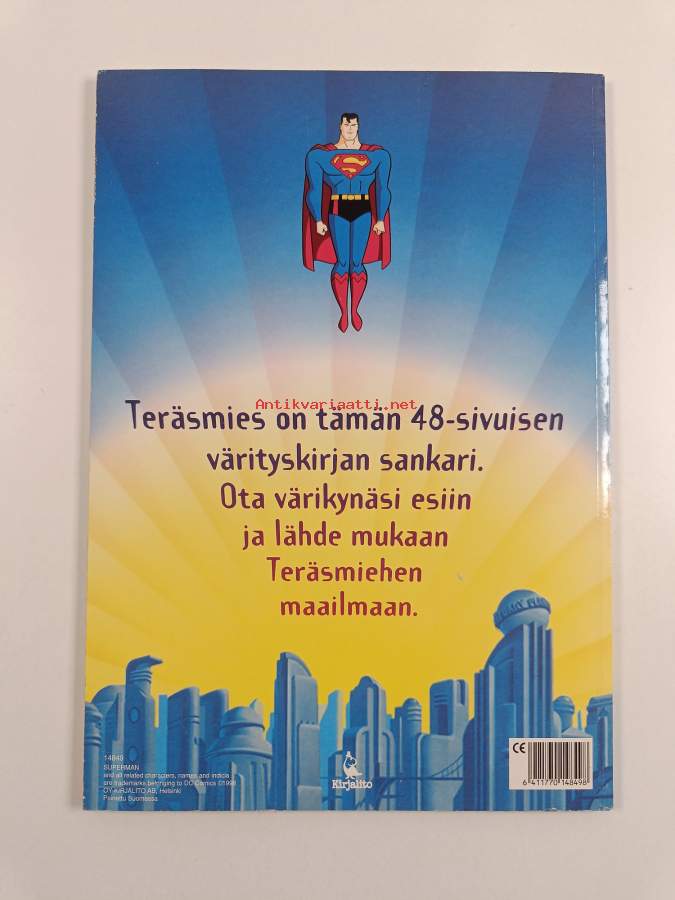 Antikvariaatti.net
Teräsmies on tämän 48-sivuisen
värityskirjan sankari.
Ota värikynäsi esiin
ja lähde mukaan
Teräsmiehen
maailmaan.
14849
SUPERMAN
and all related characters, names and indicia
are trademarks belonging to DC Comics ©1998
OY KIRJALITO AB, Helsinki
Painettu Suomessa
Kirjalito
CE
6 411770 148498